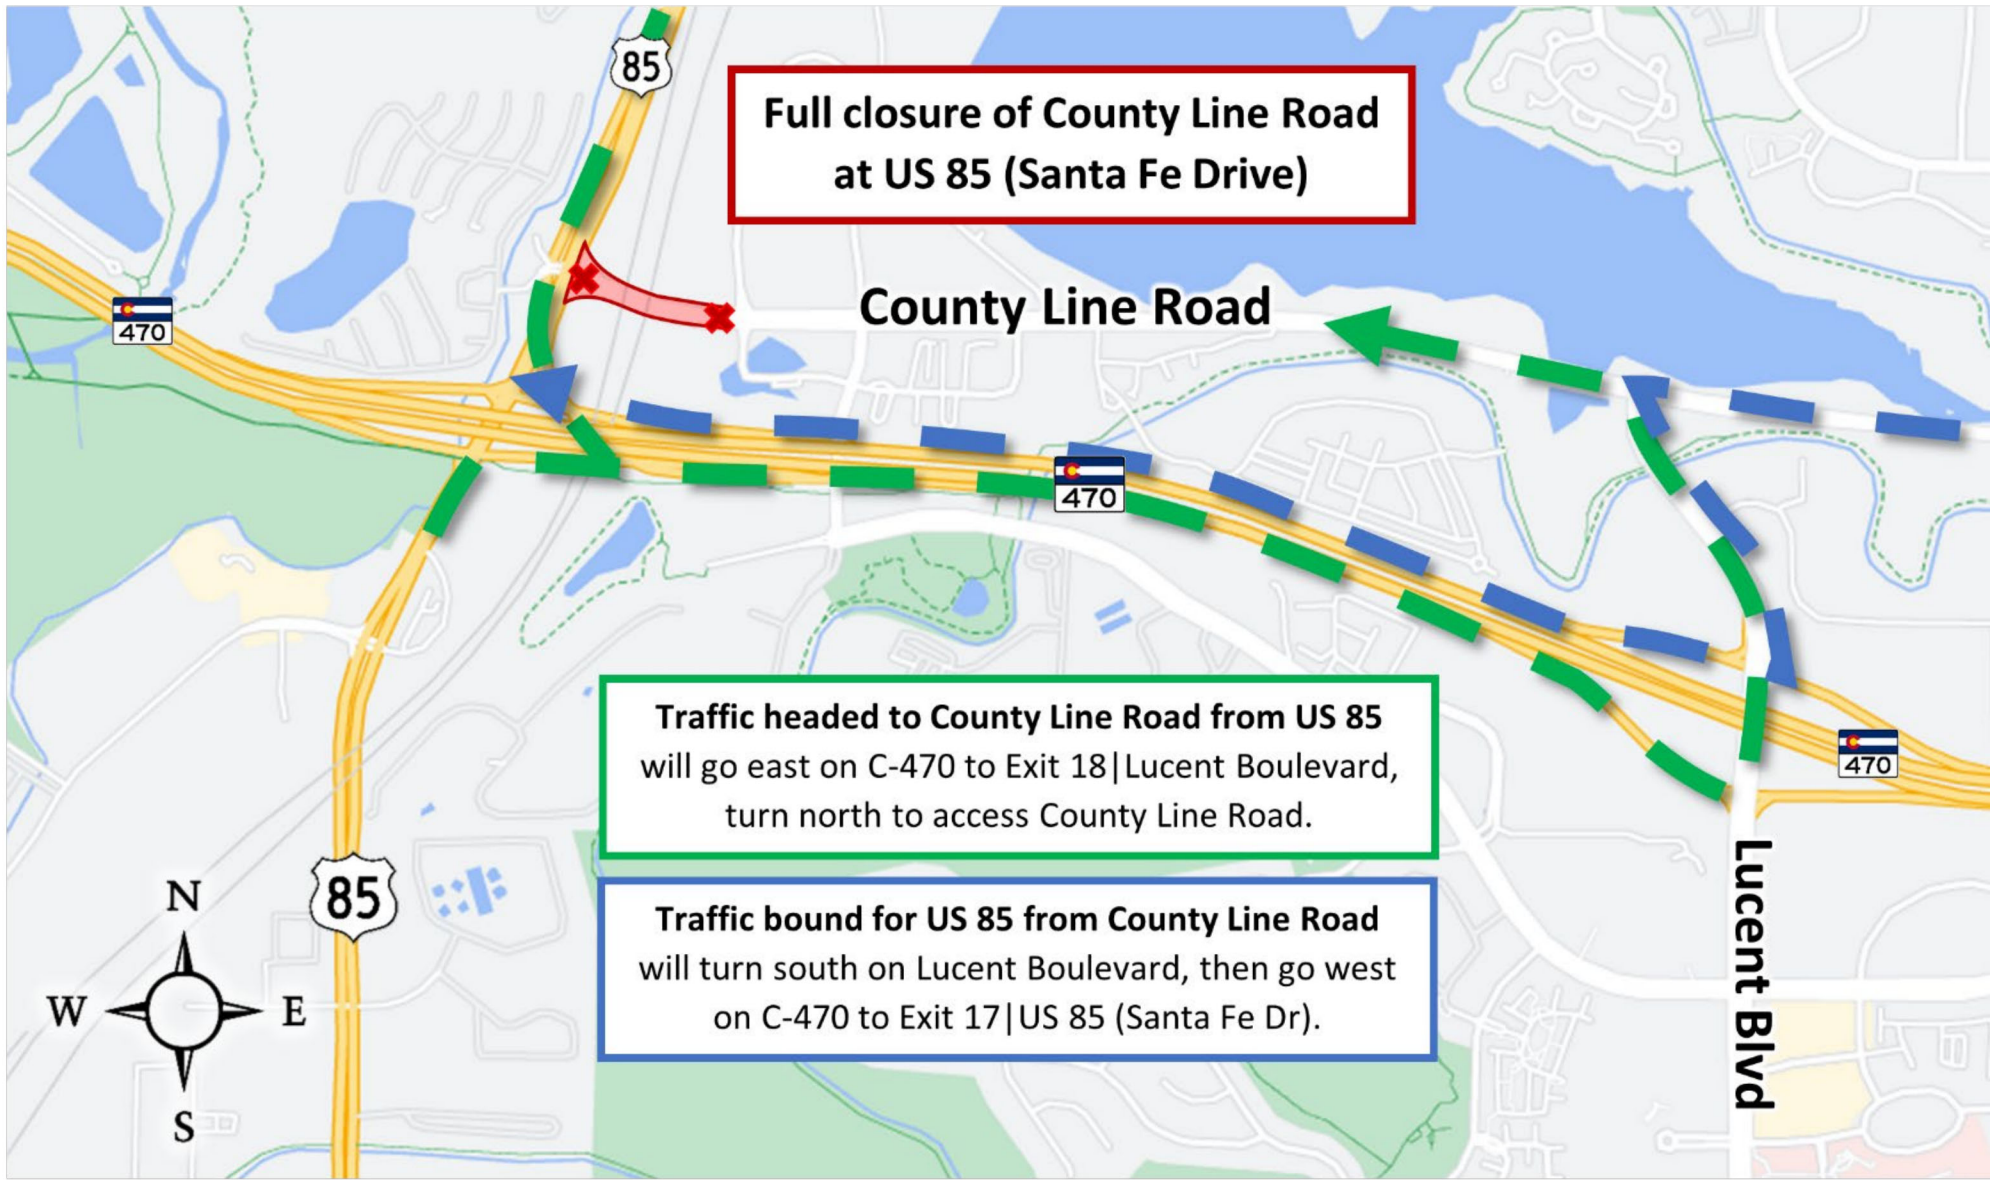 85
Full closure of County Line Road
at US 85 (Santa Fe Drive)
County Line Road
470
470
Traffic headed to County Line Road from US 85
will go east on C-470 to Exit 18|Lucent Boulevard,
turn north to access County Line Road.
470
Lucent Blvd
85
Traffic bound for US 85 from County Line Road
will turn south on Lucent Boulevard, then go west
on C-470 to Exit 17|US 85 (Santa Fe Dr).
N
W
E
S